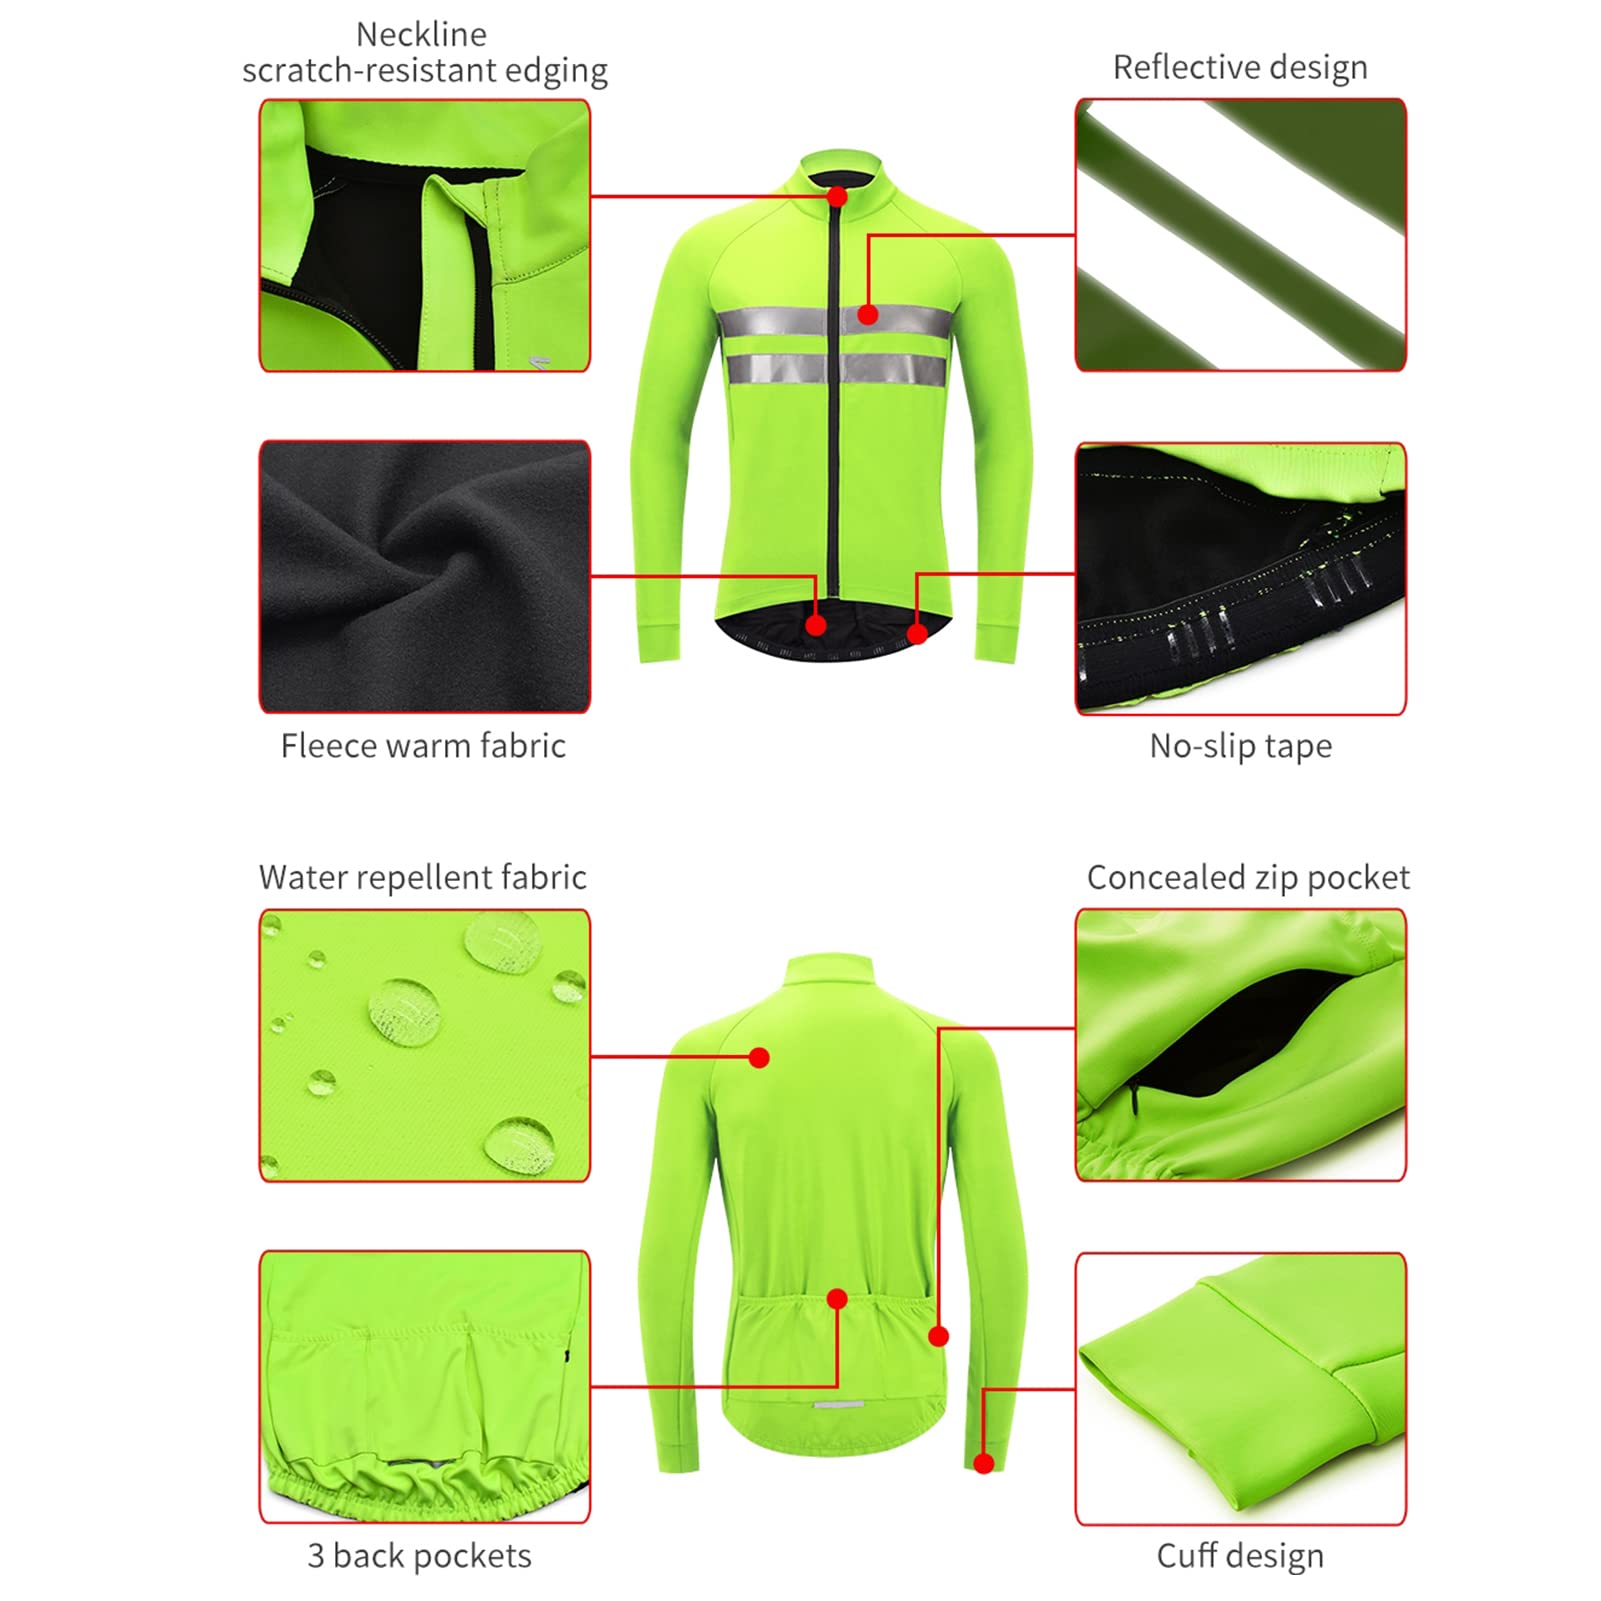 Neckline
scratch-resistant edging
Reflective design
Fleece warm fabric
No-slip tape
Water repellent fabric
Concealed zip pocket
3 back pockets
Cuff design